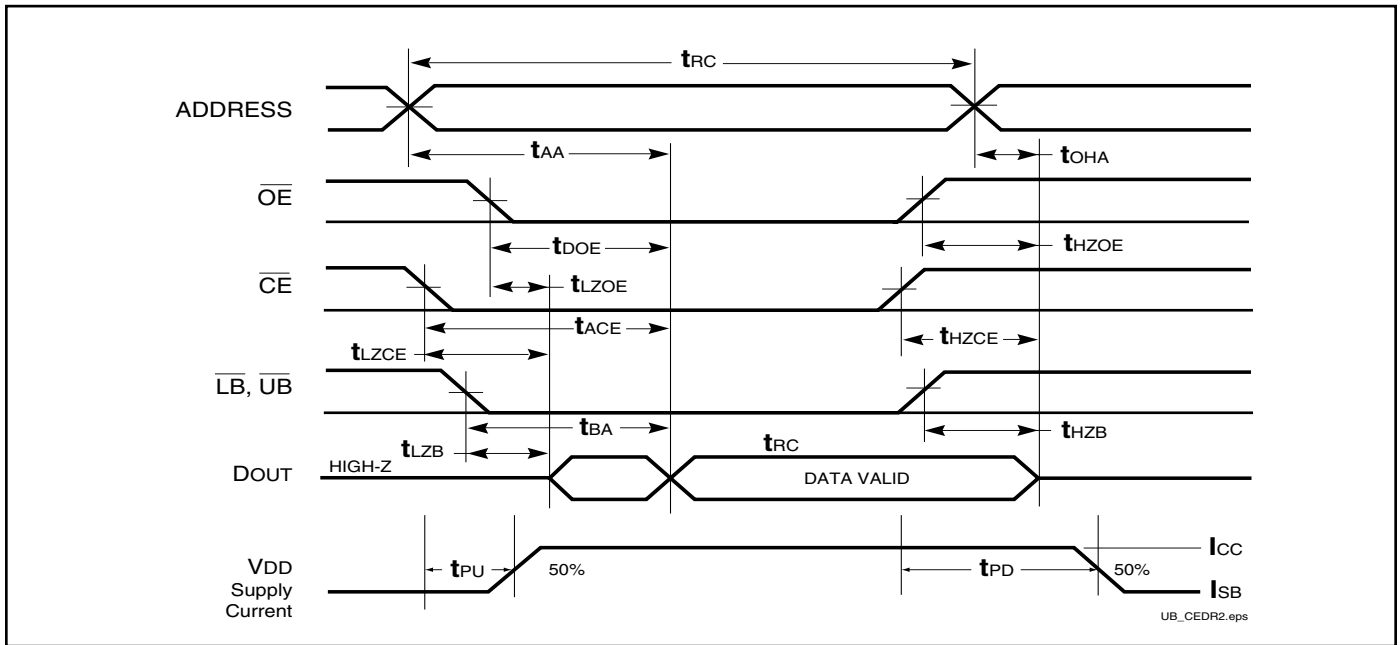 tRC
ADDRESS
tAA
tOHA
OE
tDOE
tHZOE
CE
tLZOE
tACE
tHZCE
tLZCE
LB, UB
tBA
tHZB
tLZB
tRC
DOUT
HIGH-Z
DATA VALID
ICC
VDD
Supply
Current
tPU
50%
tPD
50%
ISB
UB_CEDR2.eps